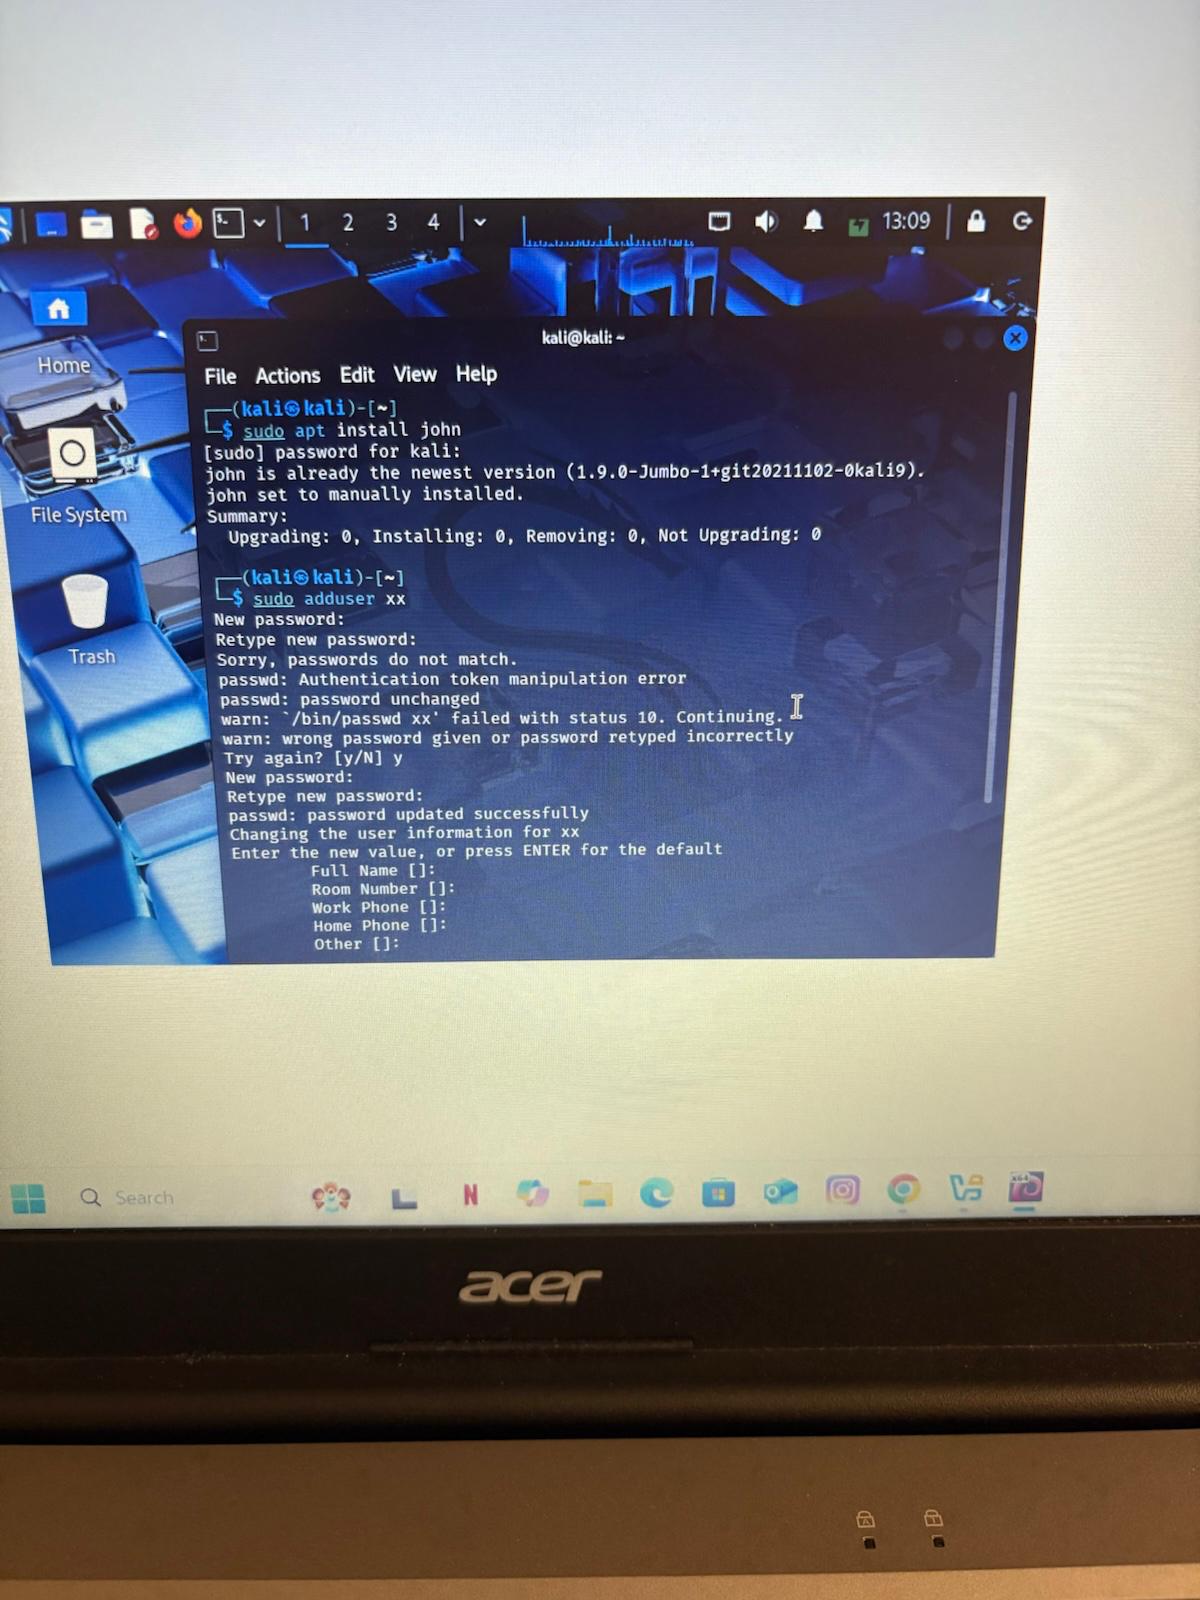 1 2 3 4 13:09
Home
File System
Trash
kali@kali: ~
File Actions Edit View Help
┌──(kali㉿kali)-[~]
└─$ sudo apt install john
[sudo] password for kali:
john is already the newest version (1.9.0-Jumbo-1+git20211102-0kali9).
john set to manually installed.
Summary:
  Upgrading: 0, Installing: 0, Removing: 0, Not Upgrading: 0
┌──(kali㉿kali)-[~]
└─$ sudo adduser xx
New password:
Retype new password:
Sorry, passwords do not match.
passwd: Authentication token manipulation error
passwd: password unchanged
warn: `/bin/passwd xx' failed with status 10. Continuing.
warn: wrong password given or password retyped incorrectly
Try again? [y/N] y
New password:
Retype new password:
passwd: password updated successfully
Changing the user information for xx
Enter the new value, or press ENTER for the default
        Full Name []:
        Room Number []:
        Work Phone []:
        Home Phone []:
        Other []:
Search
N
X64
acer